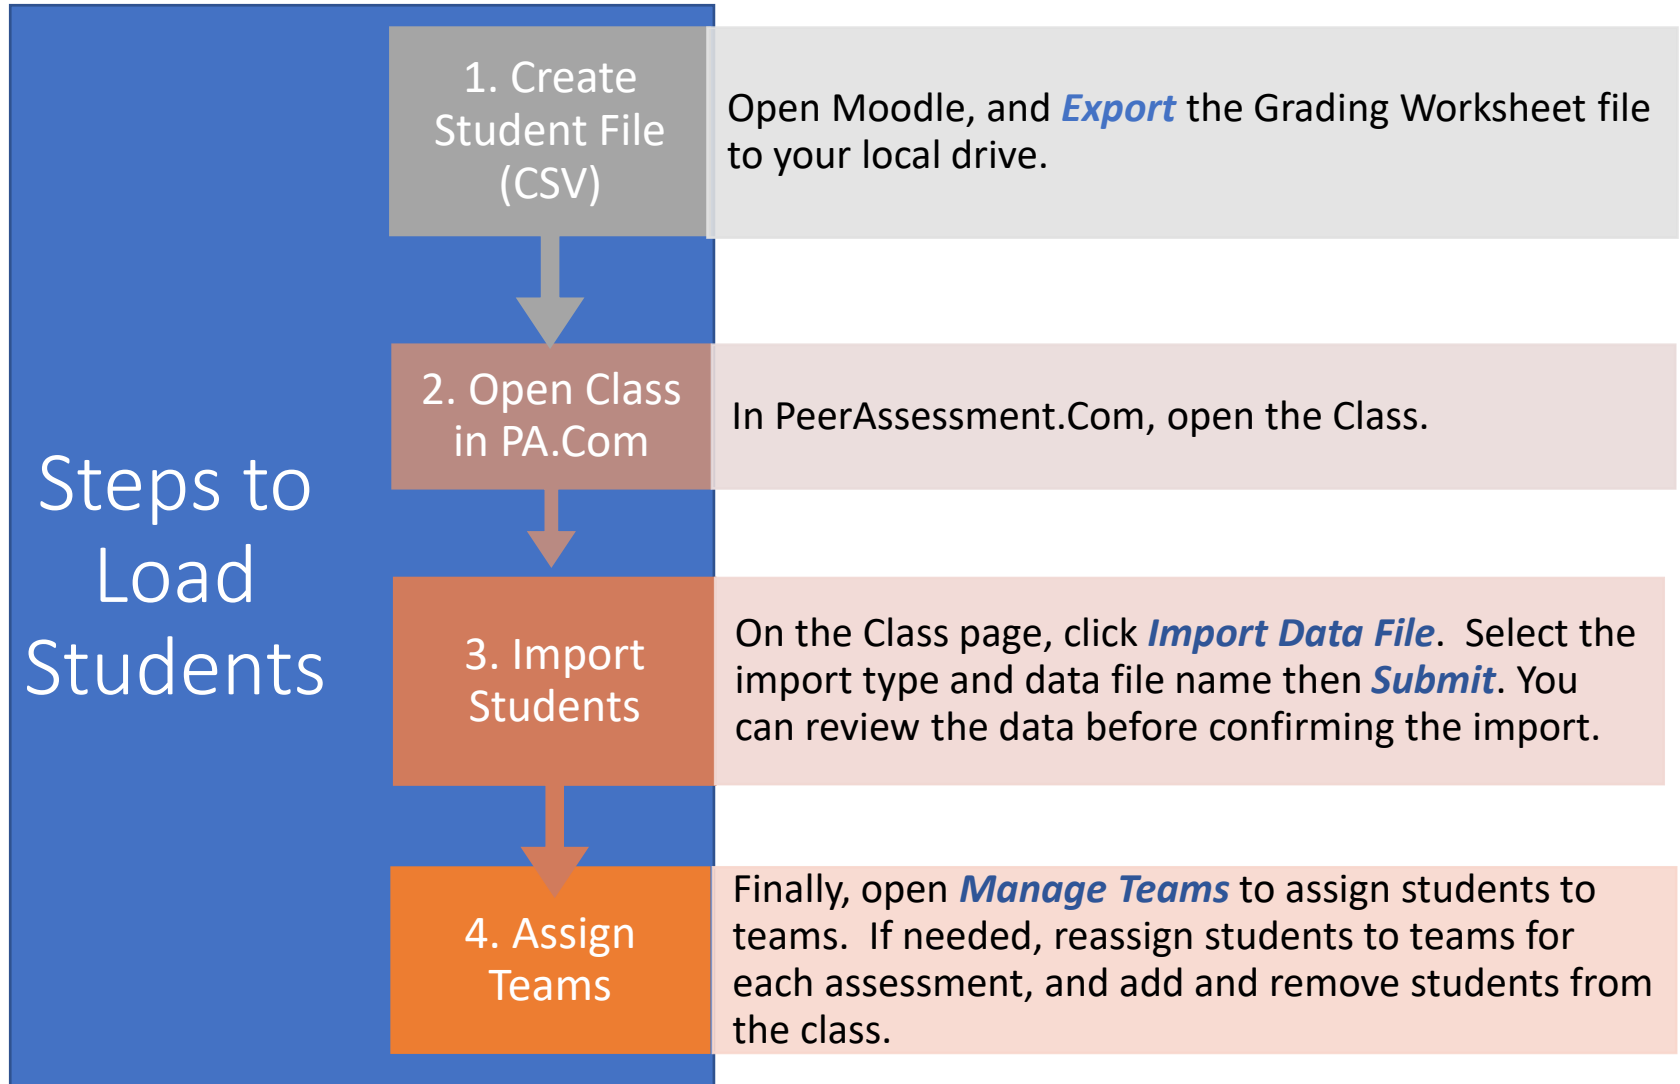 Steps to
Load
Students
1. Create
Student File
(CSV)
Open Moodle, and Export the Grading Worksheet file
to your local drive.
2. Open Class
in PA.Com
In PeerAssessment.Com, open the Class.
3. Import
Students
On the Class page, click Import Data File.  Select the
import type and data file name then Submit. You
can review the data before confirming the import.
4. Assign
Teams
Finally, open Manage Teams to assign students to
teams.  If needed, reassign students to teams for
each assessment, and add and remove students from
the class.